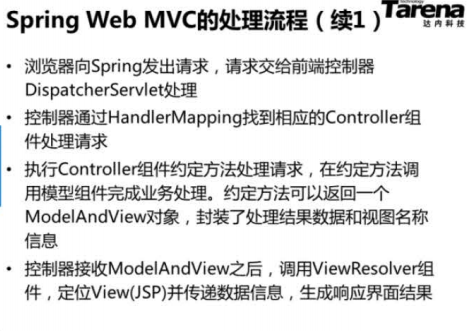 Spring Web MVC的处理流程（续1）
Technology
Tarena
达内科技
• 浏览器向Spring发出请求，请求交给前端控制器
DispatcherServlet处理
• 控制器通过HandlerMapping找到相应的Controller组
件处理请求
• 执行Controller组件约定方法处理请求，在约定方法调
用模型组件完成业务处理。约定方法可以返回一个
ModelAndView对象，封装了处理结果数据和视图名称
信息
• 控制器接收ModelAndView之后，调用ViewResolver组
件，定位View(JSP)并传递数据信息，生成响应界面结果